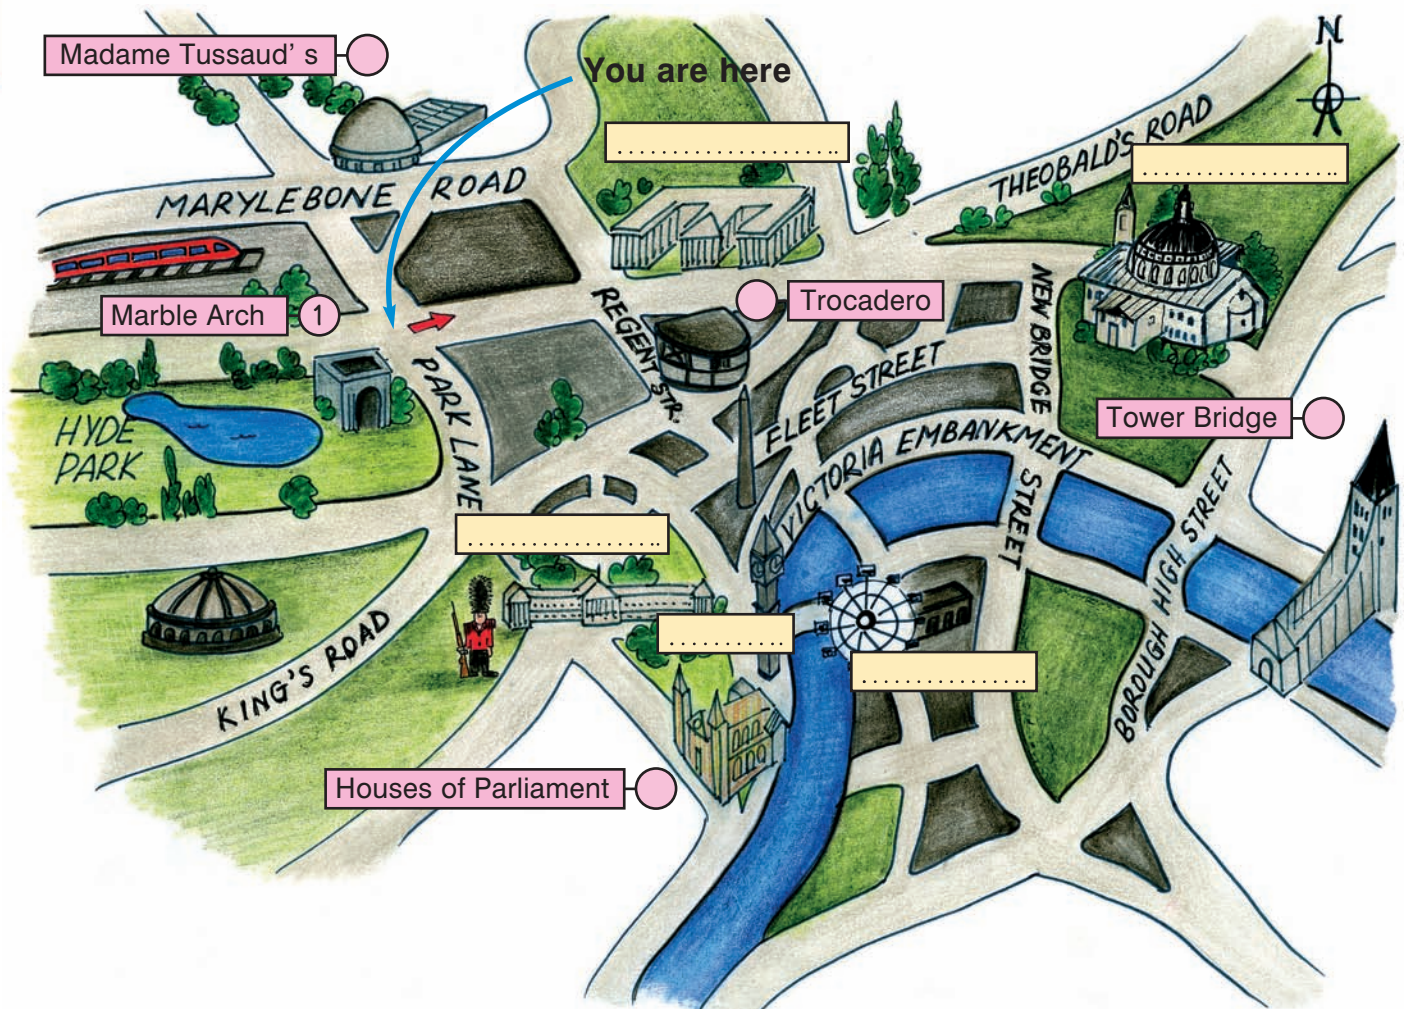 Madame Tussaud' s
You are here
N
THEOBALD'S ROAD
....................
..................
MARYLEBONE ROAD
Marble Arch 1
Trocadero
REGENT STR.
NEW BRIDGE STREET
PARK LANE
FLEET STREET
HYDE
PARK
Tower Bridge
VICTORIA EMBANKMENT
BOROUGH HIGH STREET
..................
KING'S ROAD
...........
...............
Houses of Parliament